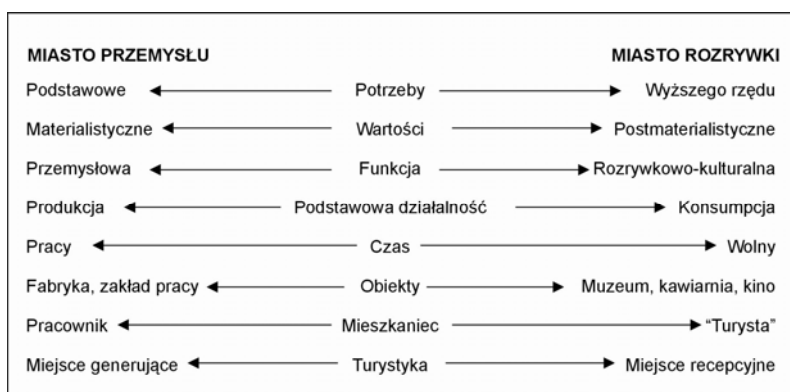 MIASTO PRZEMYSŁU MIASTO ROZRYWKI
Podstawowe Potrzeby Wyższego rzędu
Materialistyczne Wartości Postmaterialistyczne
Przemysłowa Funkcja Rozrywkowo-kulturalna
Produkcja Podstawowa działalność Konsumpcja
Pracy Czas Wolny
Fabryka, zakład pracy Obiekty Muzeum, kawiarnia, kino
Pracownik Mieszkaniec “Turysta”
Miejsce generujące Turystyka Miejsce recepcyjne